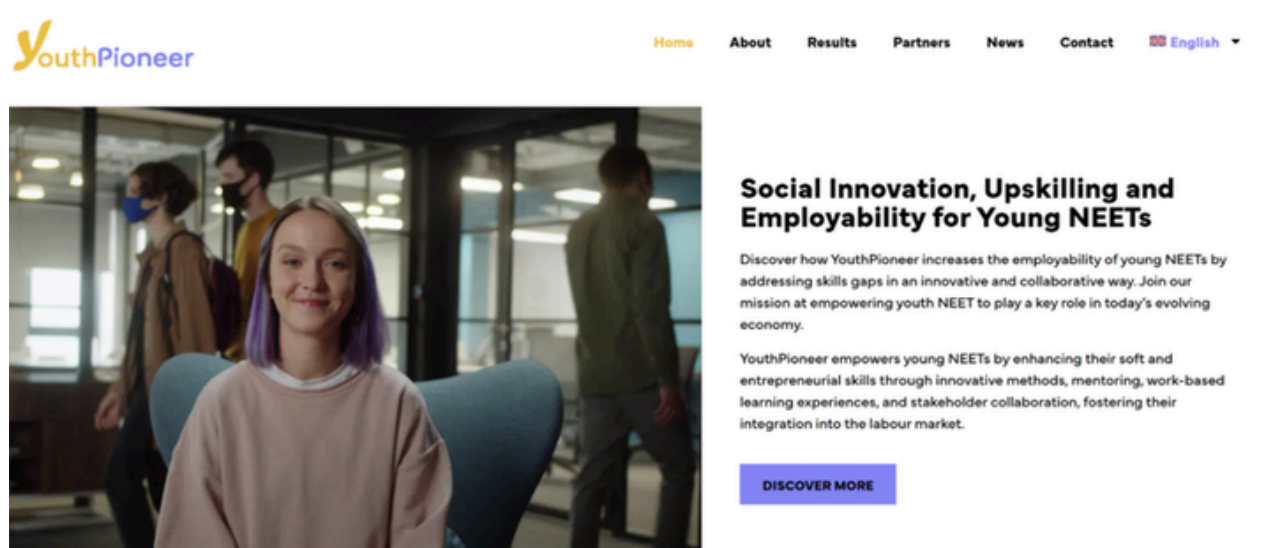 YouthPioneer
Home About Results Partners News Contact English
Social Innovation, Upskilling and
Employability for Young NEETs
Discover how YouthPioneer increases the employability of young NEETs by
addressing skills gaps in an innovative and collaborative way. Join our
mission at empowering youth NEET to play a key role in today's evolving
economy.
YouthPioneer empowers young NEETs by enhancing their soft and
entrepreneurial skills through innovative methods, mentoring, work-based
learning experiences, and stakeholder collaboration, fostering their
integration into the labour market.
DISCOVER MORE